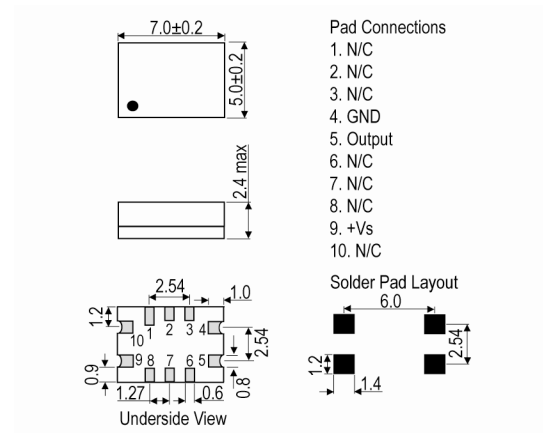 7.0±0.2
5.0±0.2
2.4 max
Pad Connections
1. N/C
2. N/C
3. N/C
4. GND
5. Output
6. N/C
7. N/C
8. N/C
9. +Vs
10. N/C
2.54
1.0
1.2
1 2 3 4
10
9 8 7 6 5
2.54
0.9
1.27
0.6
0.8
Underside View
Solder Pad Layout
6.0
2.54
1.2
1.4